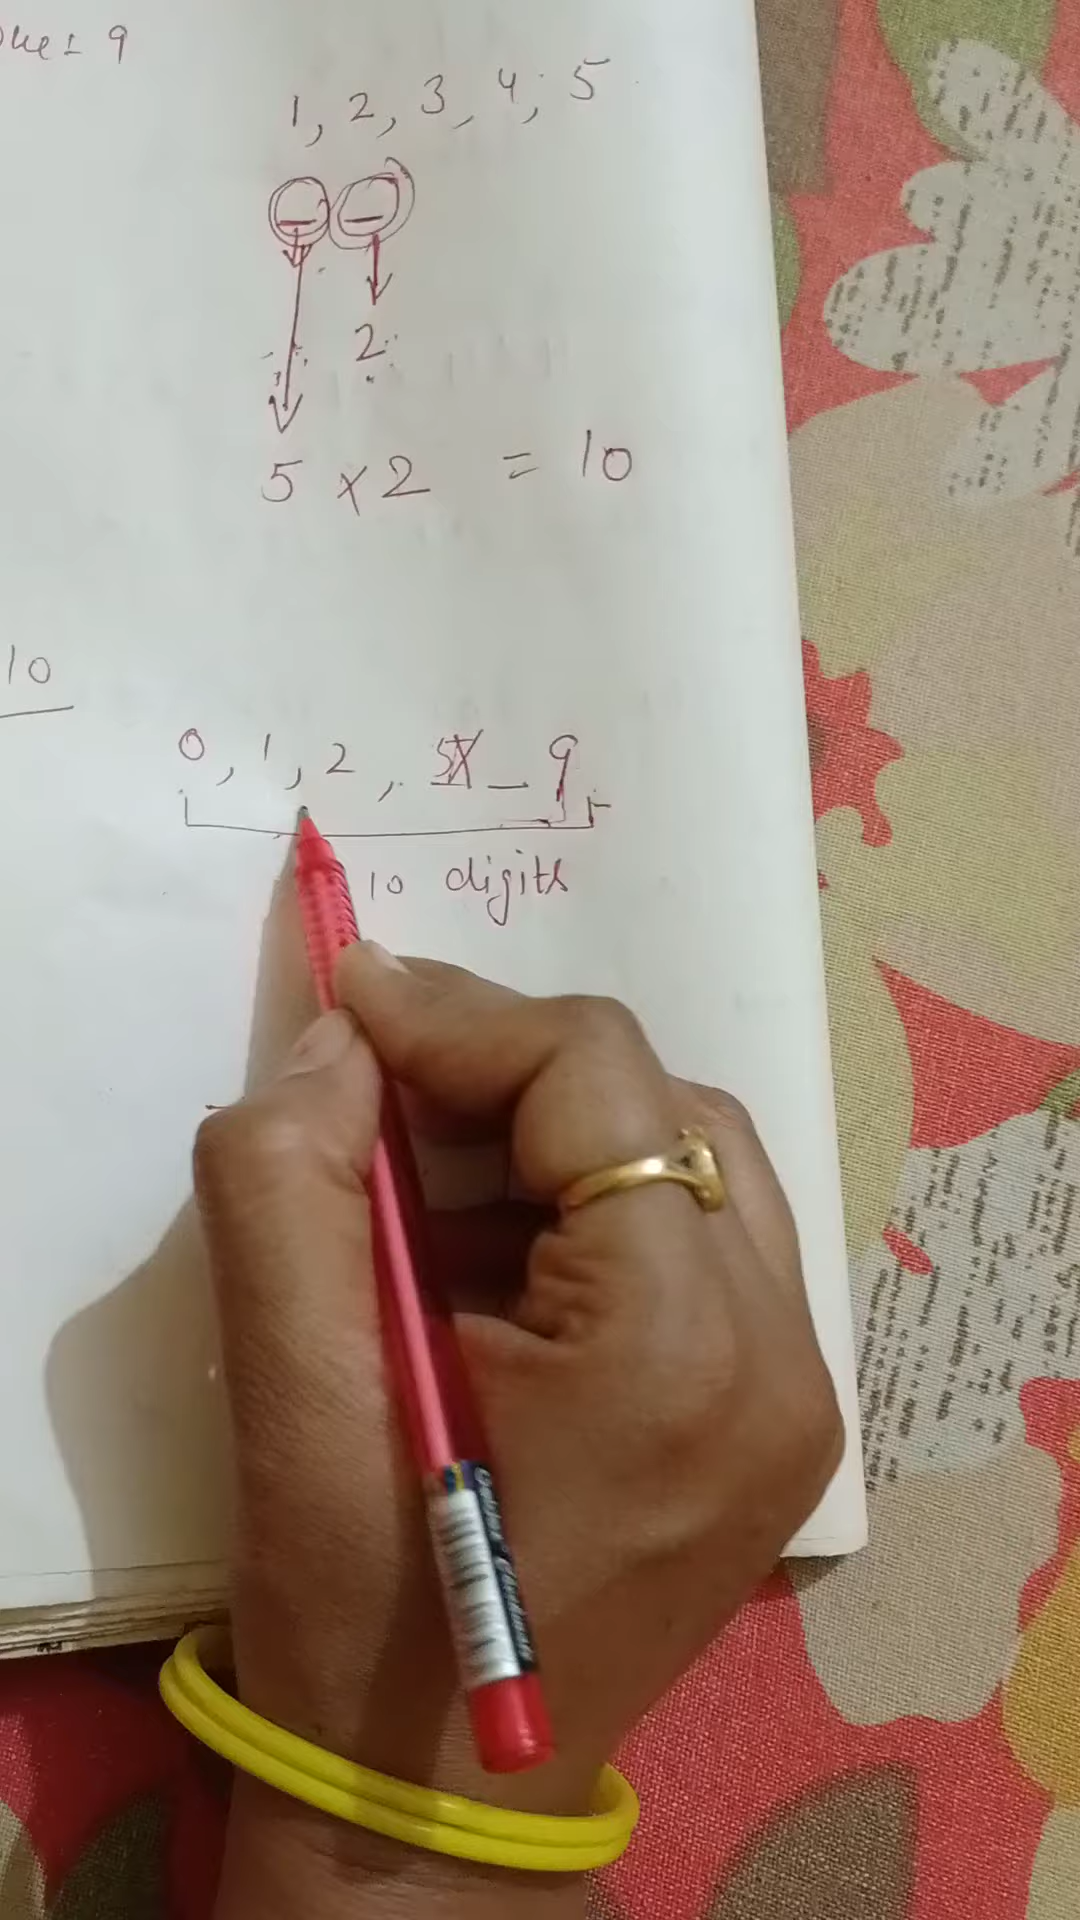 9
1, 2, 3, 4, 5
2
5 × 2 = 10
10
0, 1, 2, _ 9
10 digits